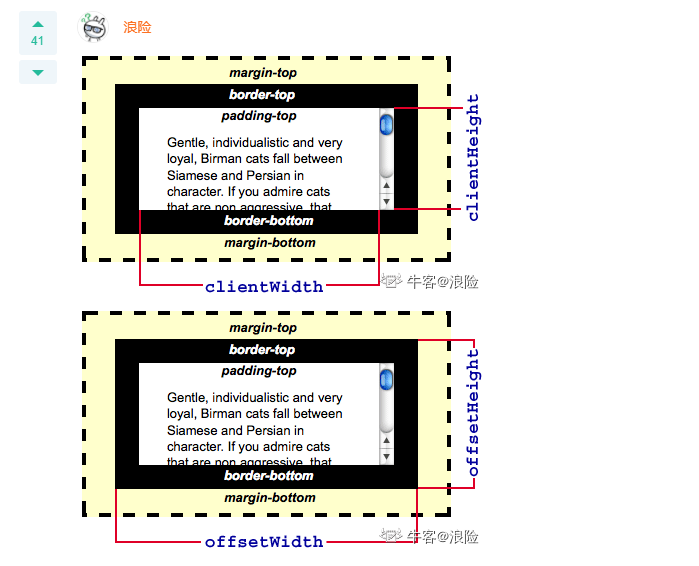 浪险
41
margin-top
border-top
padding-top
Gentle, individualistic and very
loyal, Birman cats fall between
Siamese and Persian in
character. If you admire cats
that are non aggressive, that
border-bottom
margin-bottom
clientHeight
clientWidth
牛客@浪险
margin-top
border-top
padding-top
Gentle, individualistic and very
loyal, Birman cats fall between
Siamese and Persian in
character. If you admire cats
that are non aggressive, that
border-bottom
margin-bottom
offsetHeight
offsetWidth
牛客@浪险